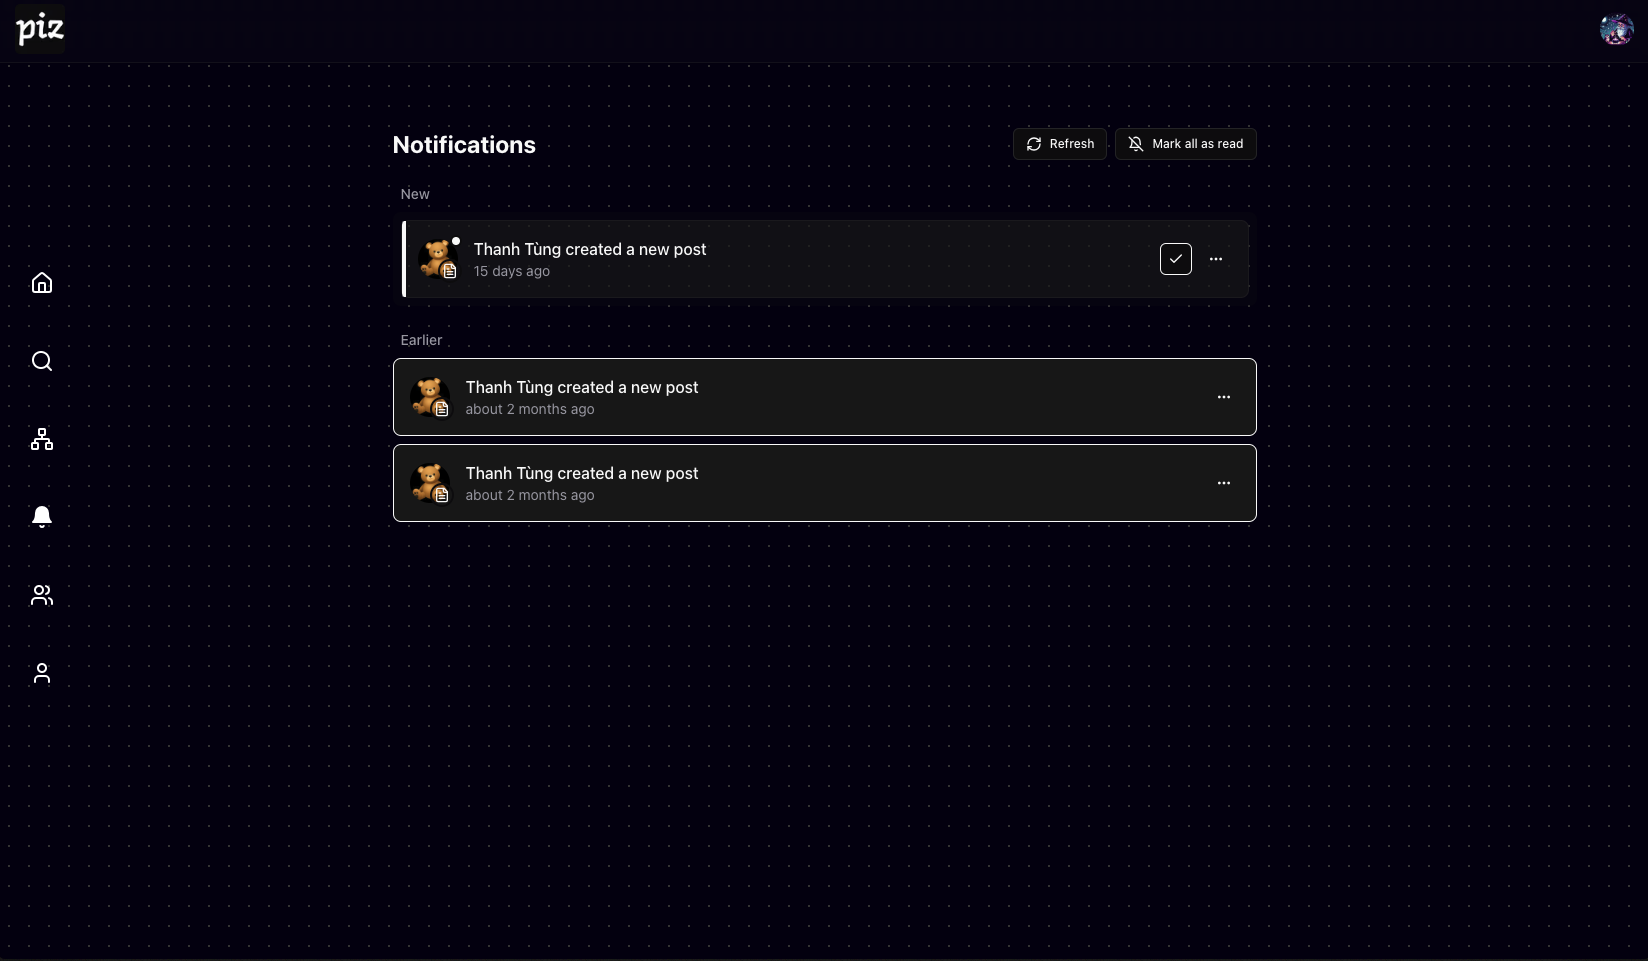 piz
Notifications
Refresh
Mark all as read
New
Thanh Tùng created a new post
15 days ago
Earlier
Thanh Tùng created a new post
about 2 months ago
Thanh Tùng created a new post
about 2 months ago